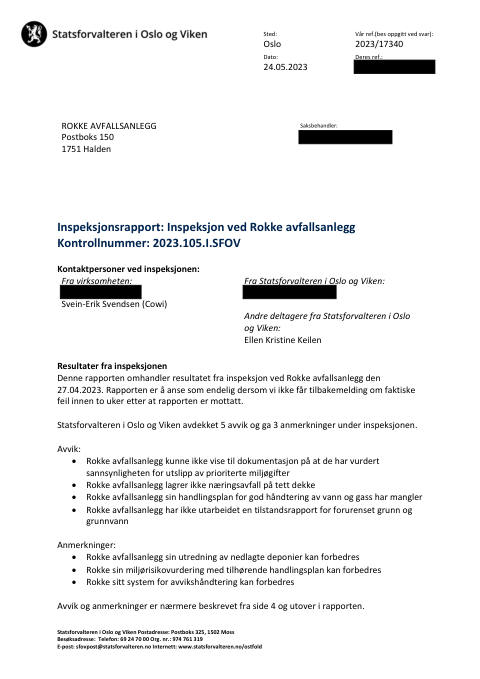 Statsforvalteren i Oslo og Viken
Sted:
Oslo
Dato:
24.05.2023
Vår ref.(bes oppgitt ved svar):
2023/17340
Deres ref.:
ROKKE AVFALLSANLEGG
Postboks 150
1751 Halden
Saksbehandler:
Inspeksjonsrapport: Inspeksjon ved Rokke avfallsanlegg
Kontrollnummer: 2023.105.I.SFOV
Kontaktpersoner ved inspeksjonen:
Fra virksomheten:
Svein-Erik Svendsen (Cowi)
Fra Statsforvalteren i Oslo og Viken:
Andre deltagere fra Statsforvalteren i Oslo
og Viken:
Ellen Kristine Keilen
Resultater fra inspeksjonen
Denne rapporten omhandler resultatet fra inspeksjon ved Rokke avfallsanlegg den
27.04.2023. Rapporten er å anse som endelig dersom vi ikke får tilbakemelding om faktiske
feil innen to uker etter at rapporten er mottatt.
Statsforvalteren i Oslo og Viken avdekket 5 avvik og ga 3 anmerkninger under inspeksjonen.
Avvik:
• Rokke avfallsanlegg kunne ikke vise til dokumentasjon på at de har vurdert
sannsynligheten for utslipp av prioriterte miljøgifter
• Rokke avfallsanlegg lagrer ikke næringsavfall på tett dekke
• Rokke avfallsanlegg sin handlingsplan for god håndtering av vann og gass har mangler
• Rokke avfallsanlegg har ikke utarbeidet en tilstandsrapport for forurenset grunn og
grunnvann
Anmerkninger:
• Rokke avfallsanlegg sin utredning av nedlagte deponier kan forbedres
• Rokke sin miljørisikovurdering med tilhørende handlingsplan kan forbedres
• Rokke sitt system for avvikshåndtering kan forbedres
Avvik og anmerkninger er nærmere beskrevet fra side 4 og utover i rapporten.
Statsforvalteren i Oslo og Viken Postadresse: Postboks 325, 1502 Moss
Besøksadresse: Telefon: 69 24 70 00 Org. nr.: 974 761 319
E-post: sfovpost@statsforvalteren.no Internett: www.statsforvalteren.no/ostfold